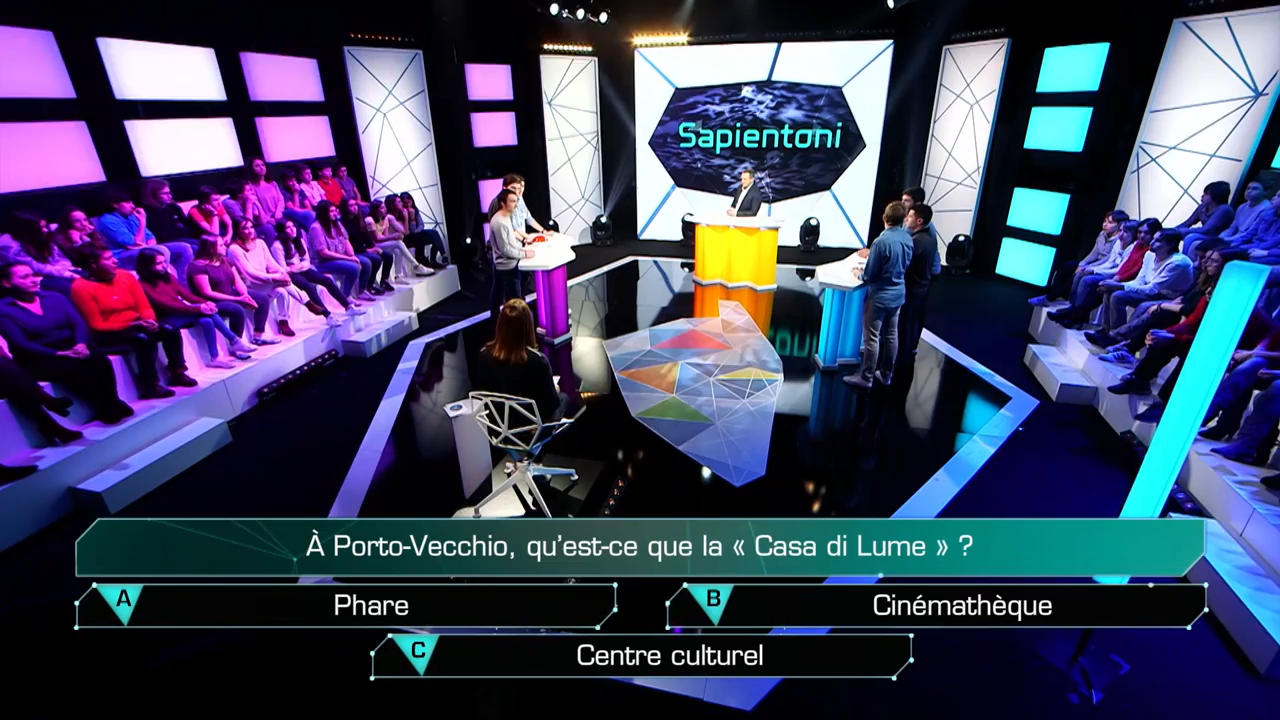 Sapientoni
À Porto-Vecchio, qu'est-ce que la « Casa di Lume » ?
A
Phare
B
Cinémathèque
C
Centre culturel